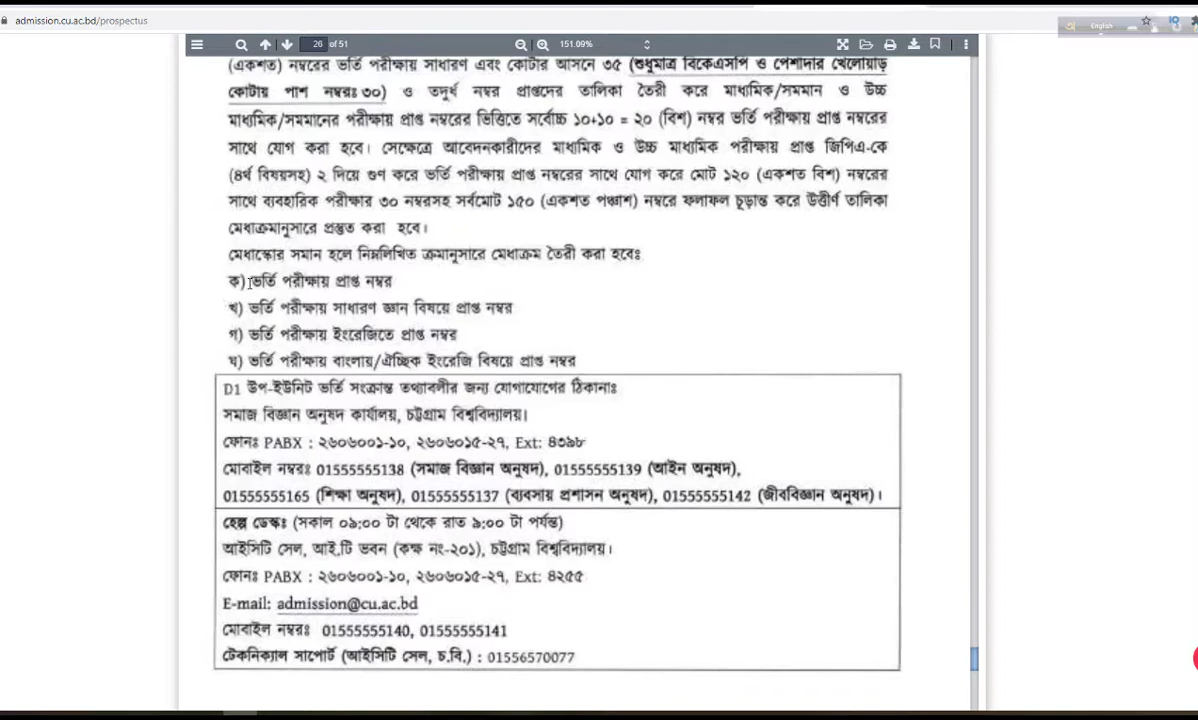 admission.cu.ac.bd/prospectus
English
26 of 51
151.09%
(একশত) নম্বরের ভর্তি পরীক্ষায় সাধারণ এবং কোটার আসনে ৩৫ (শুধুমাত্র বিকেএসপি ও পেশাদার খেলোয়াড়
কোটায় পাশ নম্বরঃ ৩০) ও তদুর্ধ নম্বর প্রাপ্তদের তালিকা তৈরী করে মাধ্যমিক/সমমান ও উচ্চ
মাধ্যমিক/সমমানের পরীক্ষায় প্রাপ্ত নম্বরের ভিত্তিতে সর্বোচ্চ ১০+১০ = ২০ (বিশ) নম্বর ভর্তি পরীক্ষায় প্রাপ্ত নম্বরের
সাথে যোগ করা হবে। সেক্ষেত্রে আবেদনকারীদের মাধ্যমিক ও উচ্চ মাধ্যমিক পরীক্ষায় প্রাপ্ত জিপিএ-কে
(৪র্থ বিষয়সহ) ২ দিয়ে গুণ করে ভর্তি পরীক্ষায় প্রাপ্ত নম্বরের সাথে যোগ করে মোট ১২০ (একশত বিশ) নম্বরের
সাথে ব্যবহারিক পরীক্ষার ৩০ নম্বরসহ সর্বমোট ১৫০ (একশত পঞ্চাশ) নম্বরে ফলাফল চূড়ান্ত করে উত্তীর্ণ তালিকা
মেধাক্রমানুসারে প্রস্তুত করা হবে।
মেধাস্কোর সমান হলে নিম্নলিখিত ক্রমানুসারে মেধাক্রম তৈরী করা হবেঃ
ক) ভর্তি পরীক্ষায় প্রাপ্ত নম্বর
খ) ভর্তি পরীক্ষায় সাধারণ জ্ঞান বিষয়ে প্রাপ্ত নম্বর
গ) ভর্তি পরীক্ষায় ইংরেজিতে প্রাপ্ত নম্বর
ঘ) ভর্তি পরীক্ষায় বাংলায়/ঐচ্ছিক ইংরেজি বিষয়ে প্রাপ্ত নম্বর
D1 উপ-ইউনিট ভর্তি সংক্রান্ত তথ্যাবলীর জন্য যোগাযোগের ঠিকানাঃ
সমাজ বিজ্ঞান অনুষদ কার্যালয়, চট্টগ্রাম বিশ্ববিদ্যালয়।
ফোনঃ PABX : ২৬০৬০০১-১০, ২৬০৬০১৫-২৭, Ext: ৪৩৯৮
মোবাইল নম্বরঃ 01555555138 (সমাজ বিজ্ঞান অনুষদ), 01555555139 (আইন অনুষদ),
01555555165 (শিক্ষা অনুষদ), 01555555137 (ব্যবসায় প্রশাসন অনুষদ), 01555555142 (জীববিজ্ঞান অনুষদ)।
হেল্প ডেস্কঃ (সকাল ০৯:০০ টা থেকে রাত ৯:০০ টা পর্যন্ত)
আইসিটি সেল, আই.টি ভবন (কক্ষ নং-২০১), চট্টগ্রাম বিশ্ববিদ্যালয়।
ফোনঃ PABX : ২৬০৬০০১-১০, ২৬০৬০১৫-২৭, Ext: ৪২৫৫
E-mail: admission@cu.ac.bd
মোবাইল নম্বরঃ 01555555140, 01555555141
টেকনিক্যাল সাপোর্ট (আইসিটি সেল, চ.বি.) : 01556570077